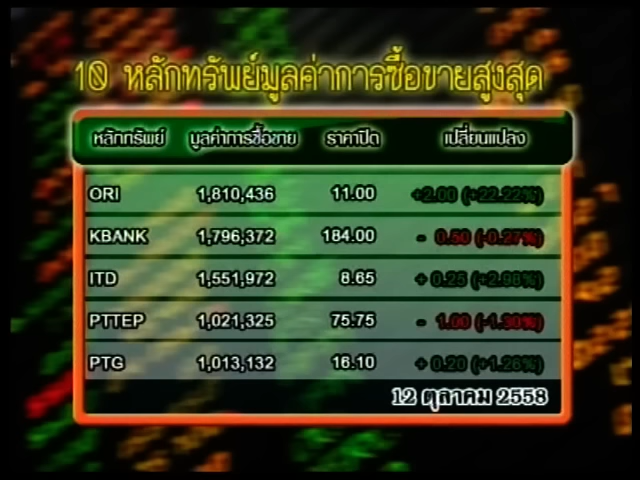 10 หลักทรัพย์มูลค่าการซื้อขายสูงสุด
หลักทรัพย์ มูลค่าการซื้อขาย ราคาปิด เปลี่ยนแปลง
ORI 1,810,436 11.00 +2.00 (+22.22%)
KBANK 1,796,372 184.00 - 0.50 (-0.27%)
ITD 1,551,972 8.65 + 0.25 (+2.98%)
PTTEP 1,021,325 75.75 - 1.00 (-1.30%)
PTG 1,013,132 16.10 + 0.20 (+1.26%)
12 ตุลาคม 2558